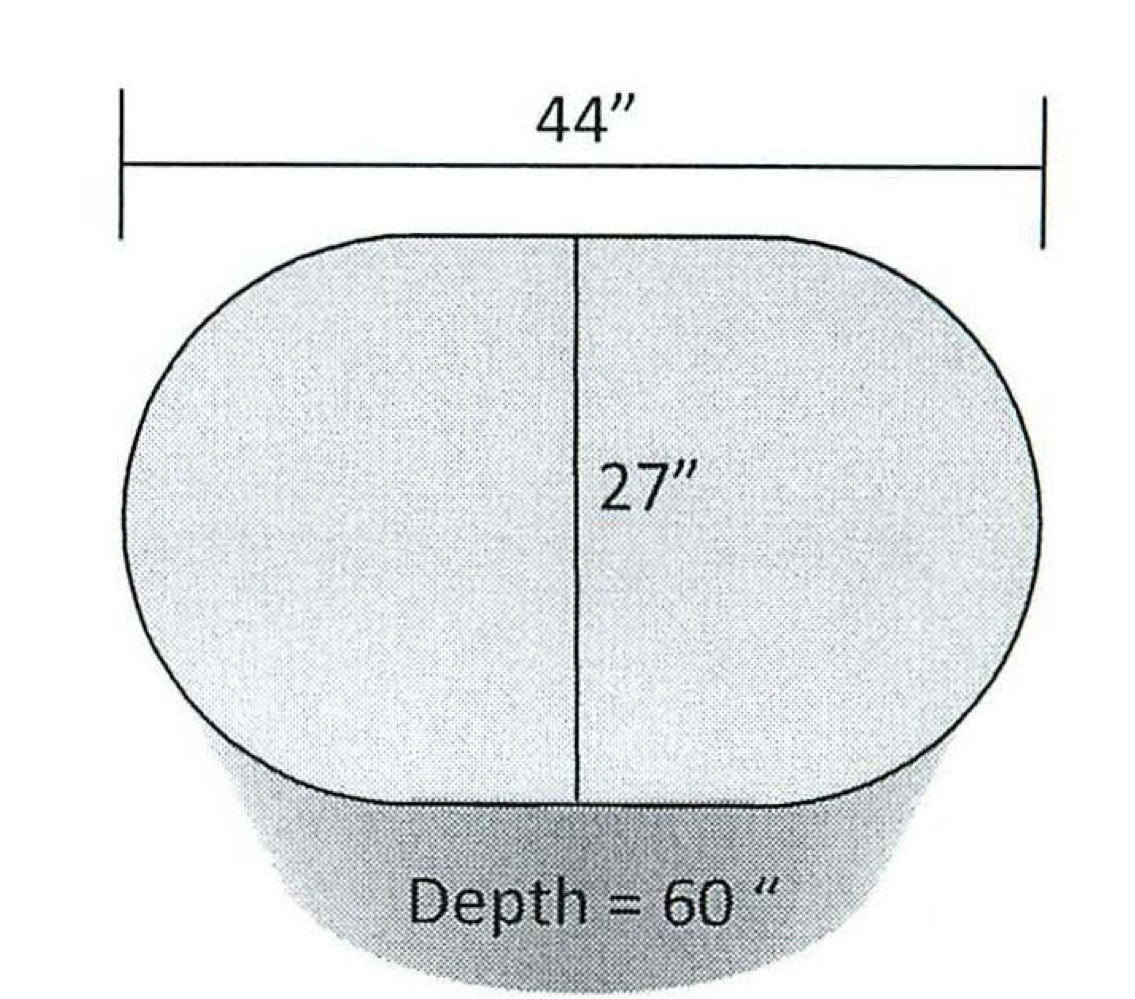 44”
27”
Depth = 60 “